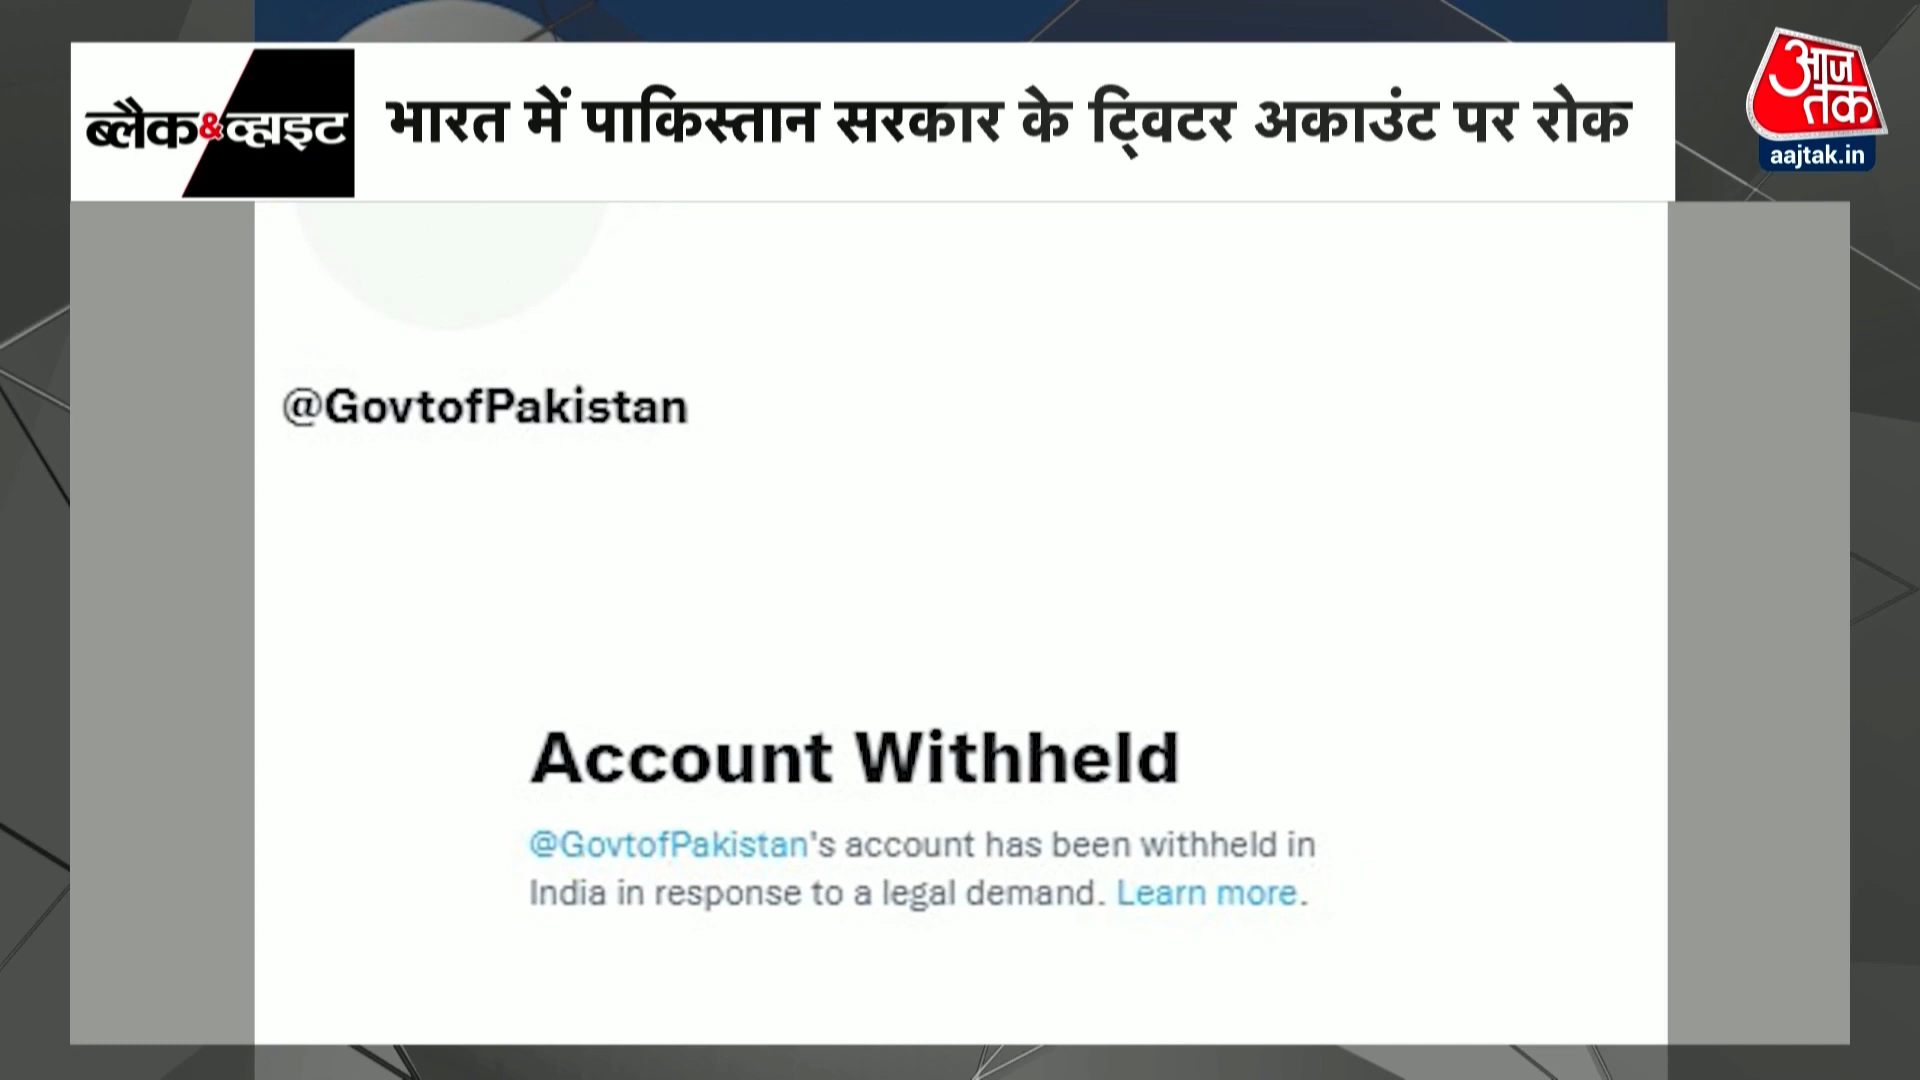 ब्लैक&व्हाइट
भारत में पाकिस्तान सरकार के ट्विटर अकाउंट पर रोक
आज तक
aajtak.in
@GovtofPakistan
Account Withheld
@GovtofPakistan's account has been withheld in
India in response to a legal demand. Learn more.